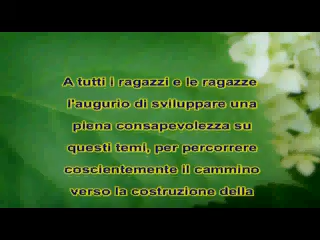 A tutti i ragazzi e le ragazze
l'augurio di sviluppare una
piena consapevolezza su
questi temi, per percorrere
coscientemente il cammino
verso la costruzione della